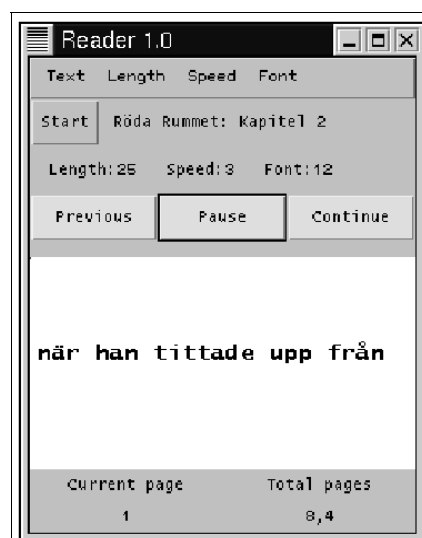 Reader 1.0
Text Length Speed Font
Start Röda Rummet: Kapitel 2
Length:25 Speed:3 Font:12
Previous Pause Continue
när han tittade upp från
Current page Total pages
1 8,4